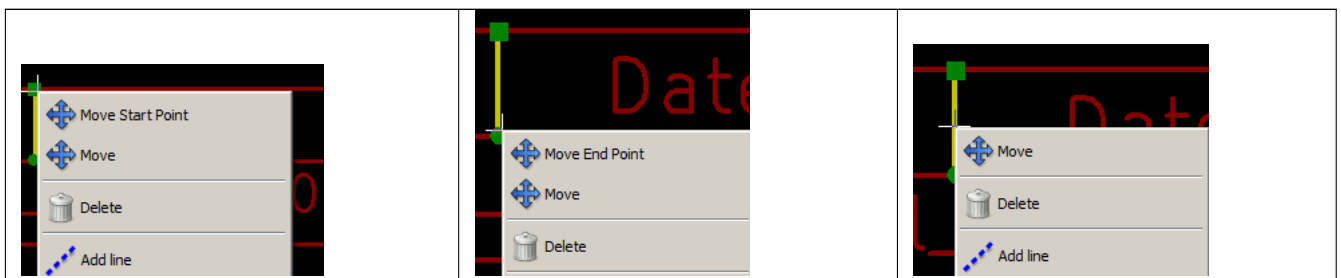 Move Start Point
Move
Delete
Add line
Date
Move End Point
Move
Delete
Move
Delete
Add line